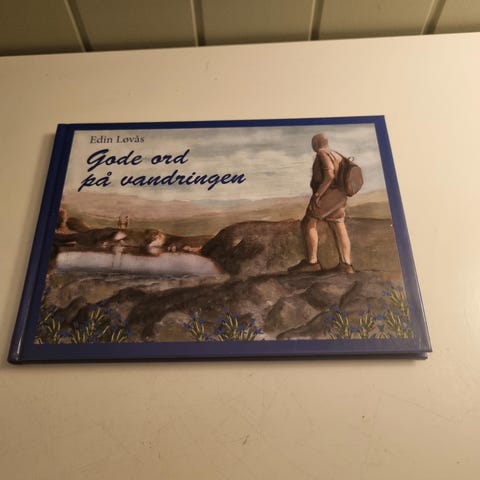 Edin Løvås
Gode ord
på vandringen